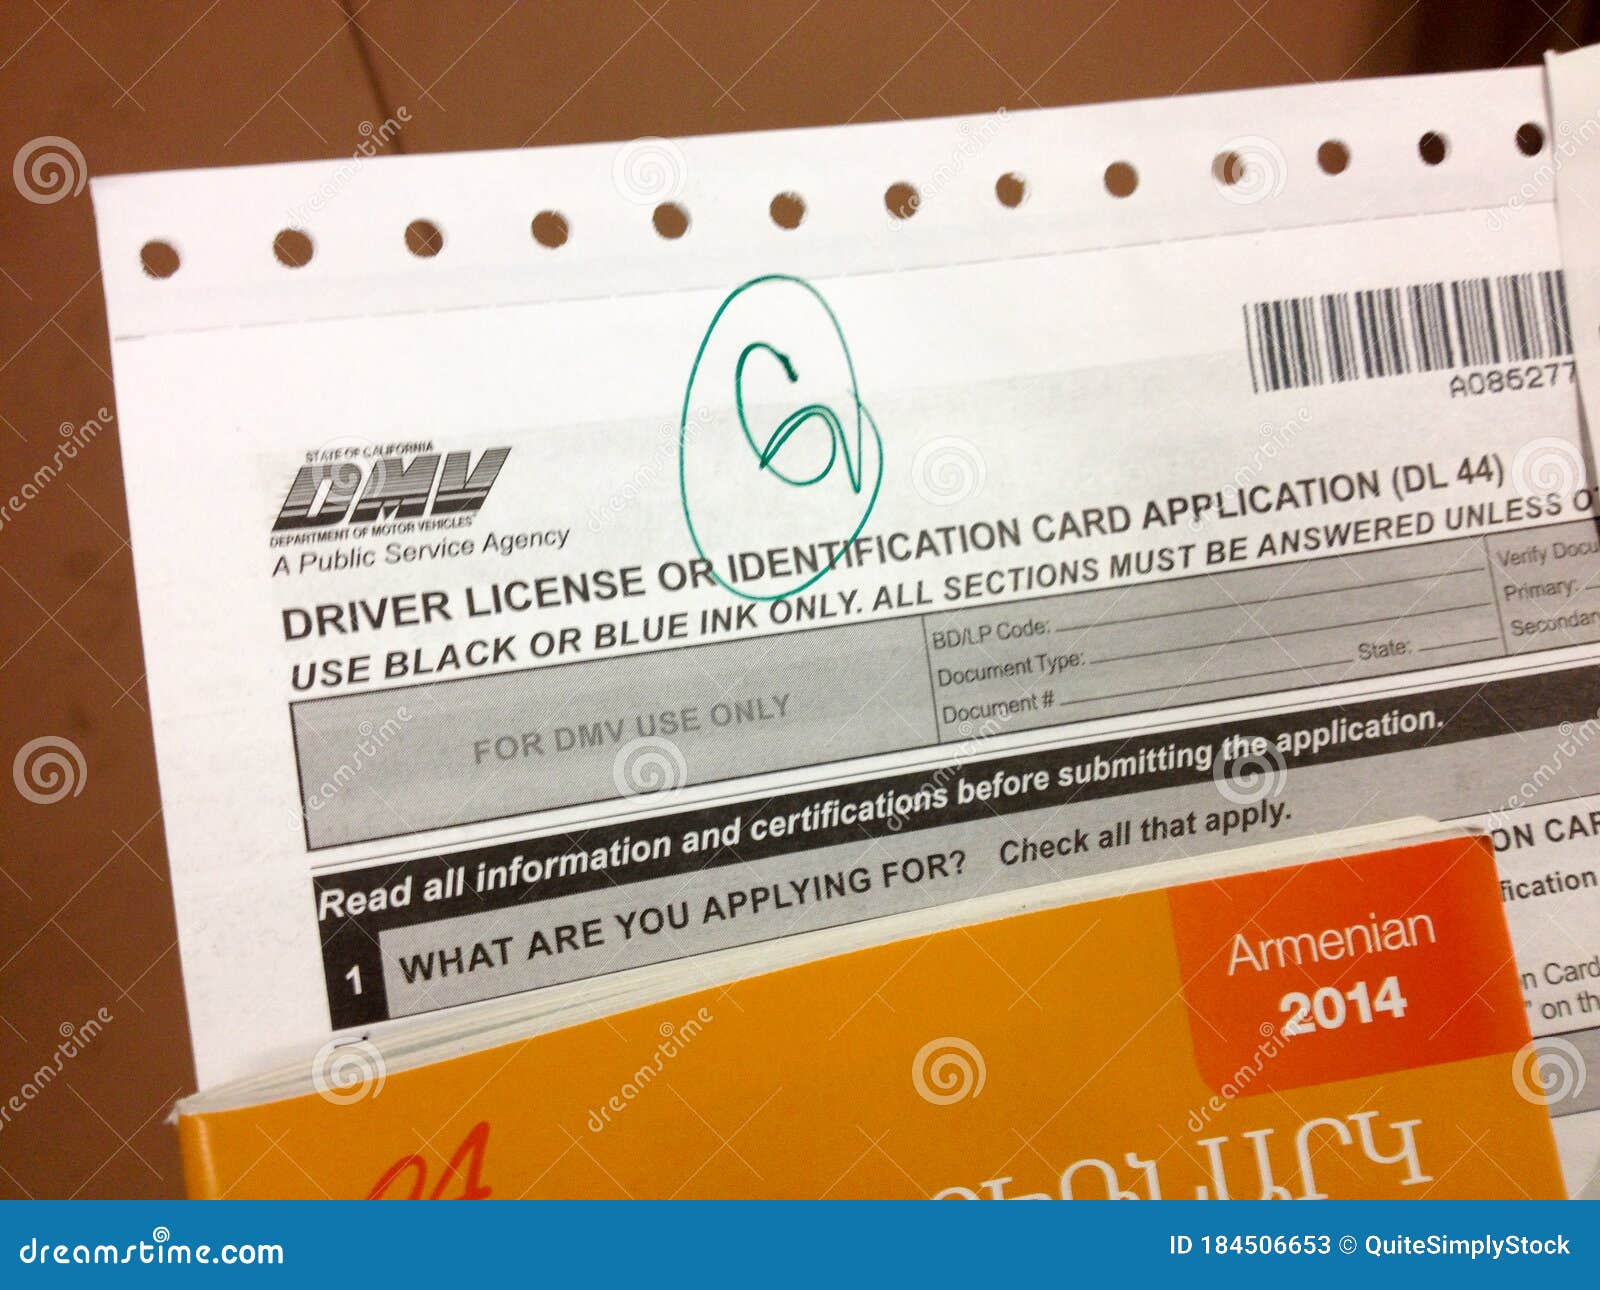 A086277
STATE OF CALIFORNIA
DMV
DEPARTMENT OF MOTOR VEHICLES
A Public Service Agency
DRIVER LICENSE OR IDENTIFICATION CARD APPLICATION (DL 44)
USE BLACK OR BLUE INK ONLY. ALL SECTIONS MUST BE ANSWERED UNLESS
FOR DMV USE ONLY
BD/LP Code:
Document Type:
State:
Document #
Verify
Primary:
Read all information and certifications before submitting the application.
1 WHAT ARE YOU APPLYING FOR? Check all that apply.
ON
on
Armenian
2014
dreamstime.com
ID 184506653 © QuiteSimplyStock